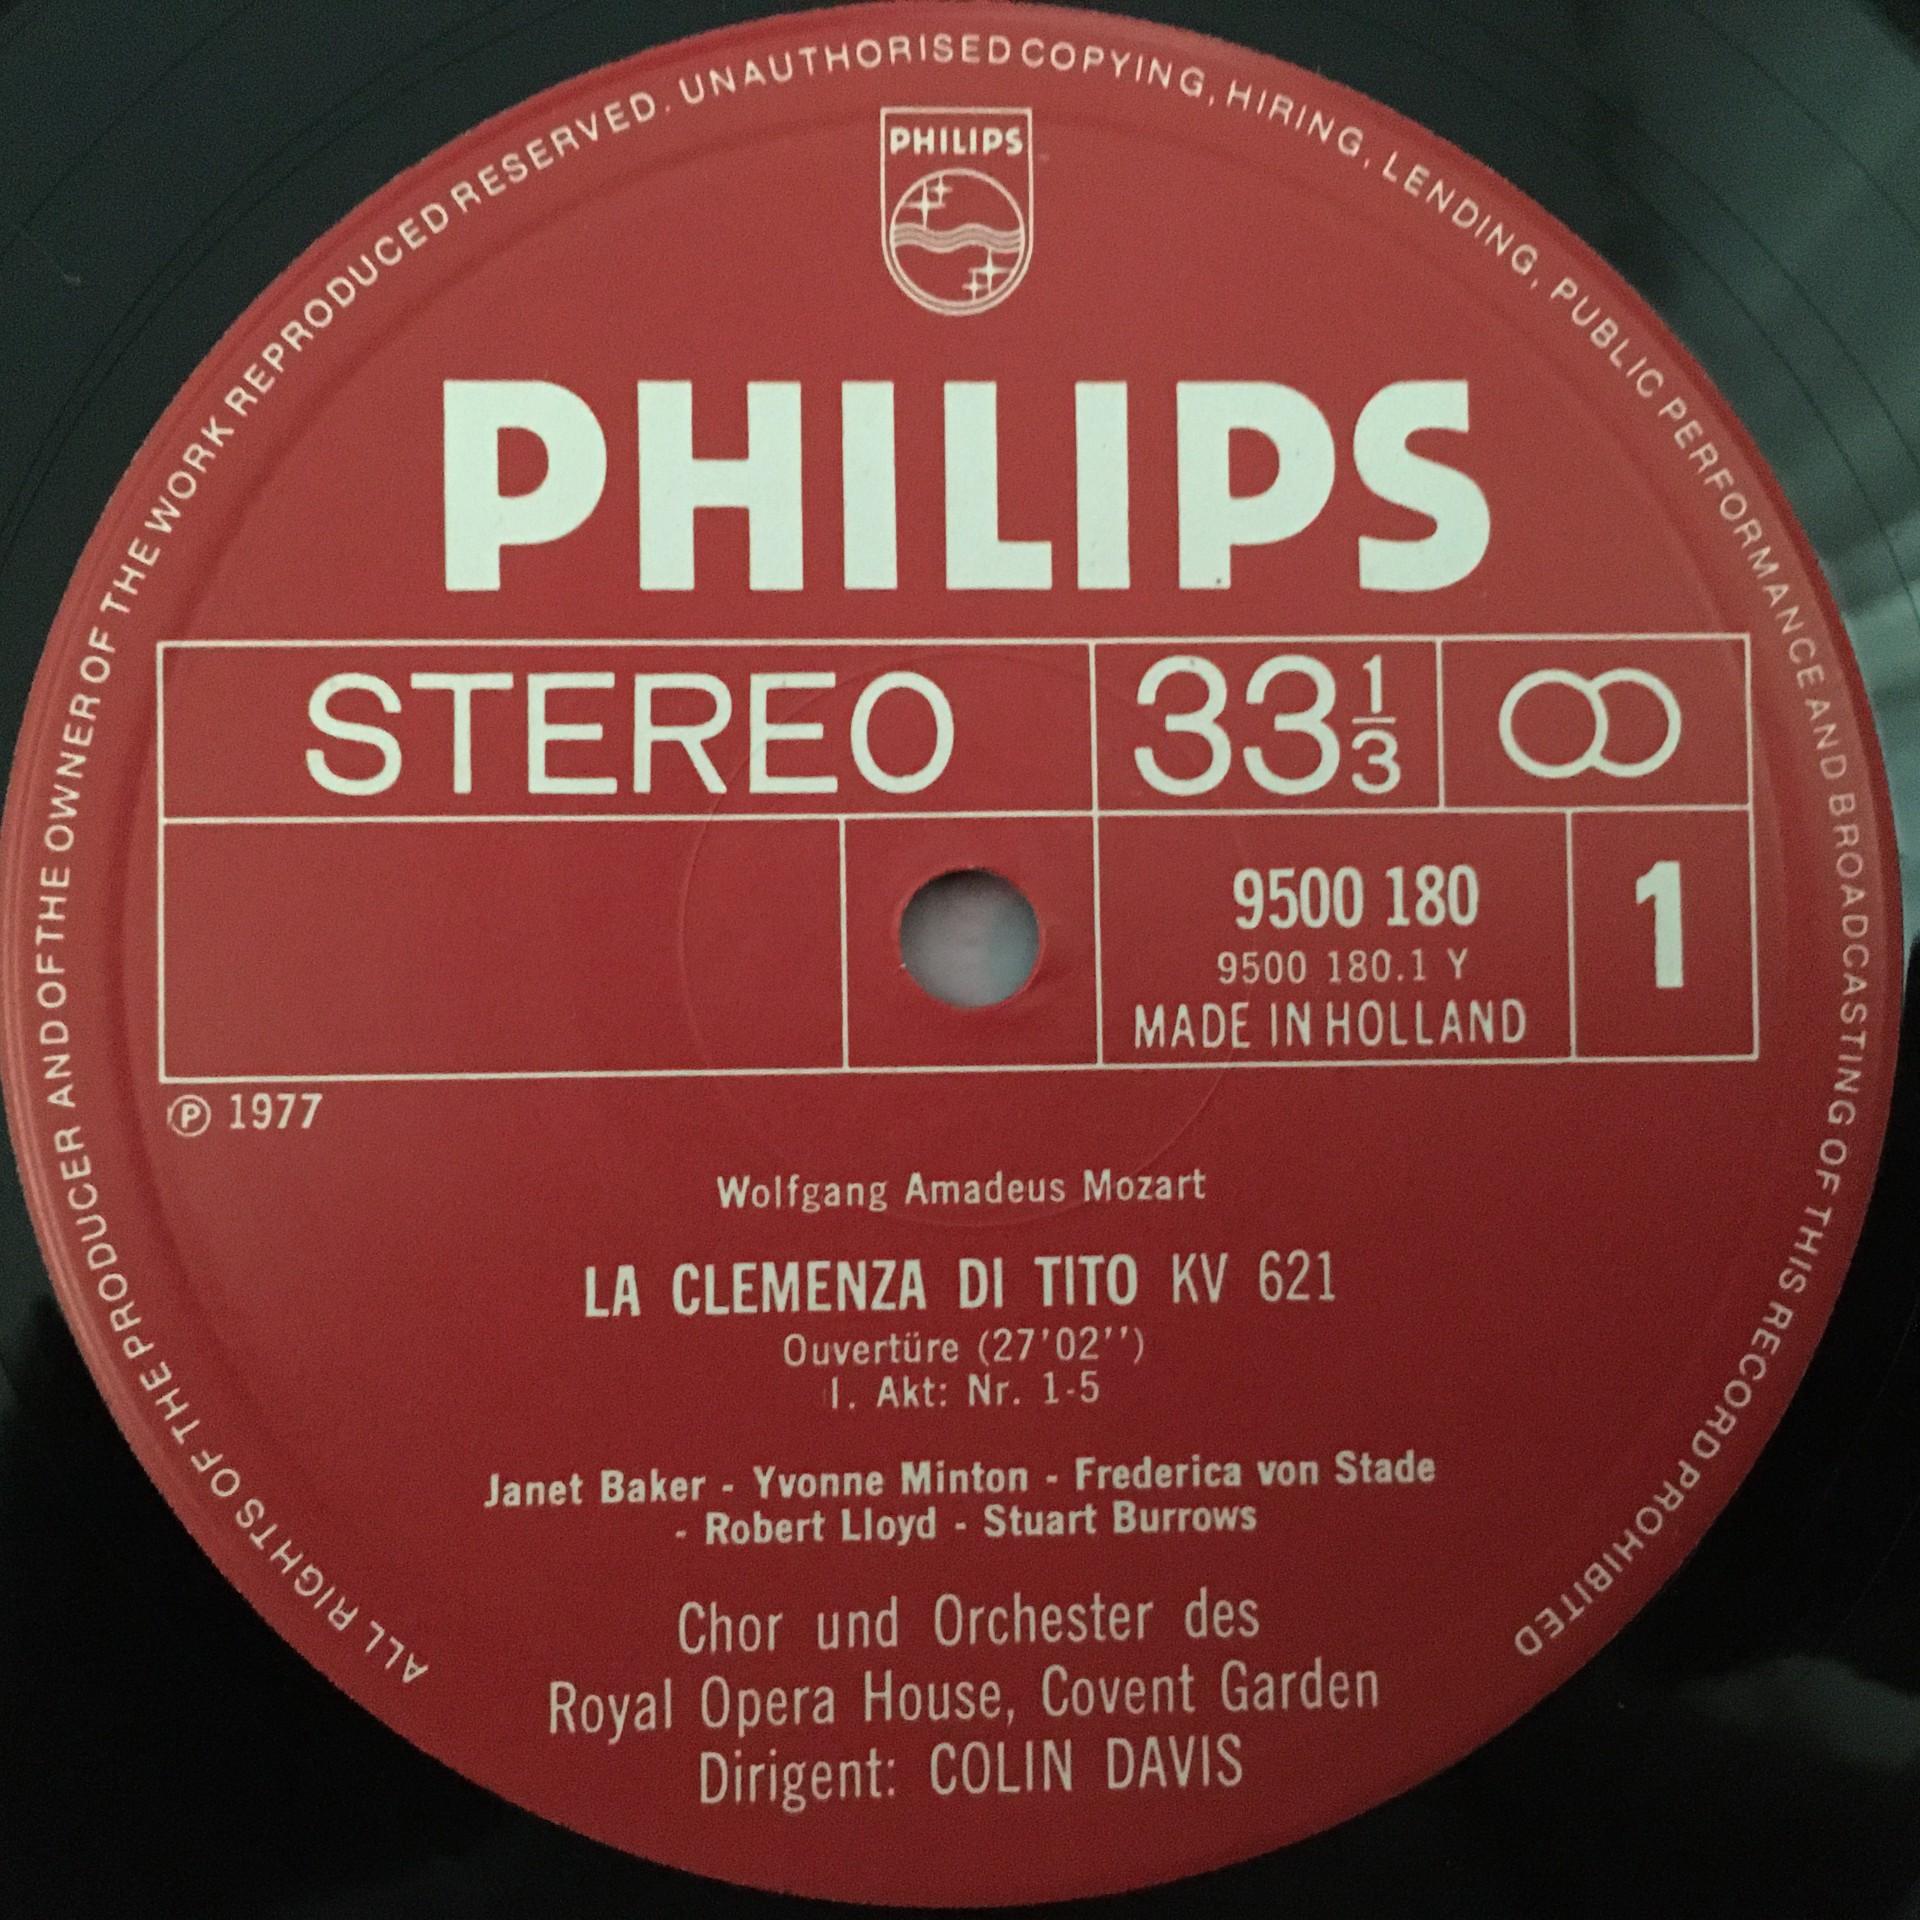 ALL RIGHTS OF THE PRODUCER AND OF THE OWNER OF THE WORK REPRODUCED RESERVED. UNAUTHORISED COPYING, HIRING, LENDING, PUBLIC PERFORMANCE AND BROADCASTING OF THIS RECORD PROHIBITED
PHILIPS
PHILIPS
STEREO 33 1/3
9500 180 1
9500 180.1 Y
MADE IN HOLLAND
Ⓟ 1977
Wolfgang Amadeus Mozart
LA CLEMENZA DI TITO KV 621
Ouvertüre (27'02'')
I. Akt: Nr. 1-5
Janet Baker - Yvonne Minton - Frederica von Stade
- Robert Lloyd - Stuart Burrows
Chor und Orchester des
Royal Opera House, Covent Garden
Dirigent: COLIN DAVIS